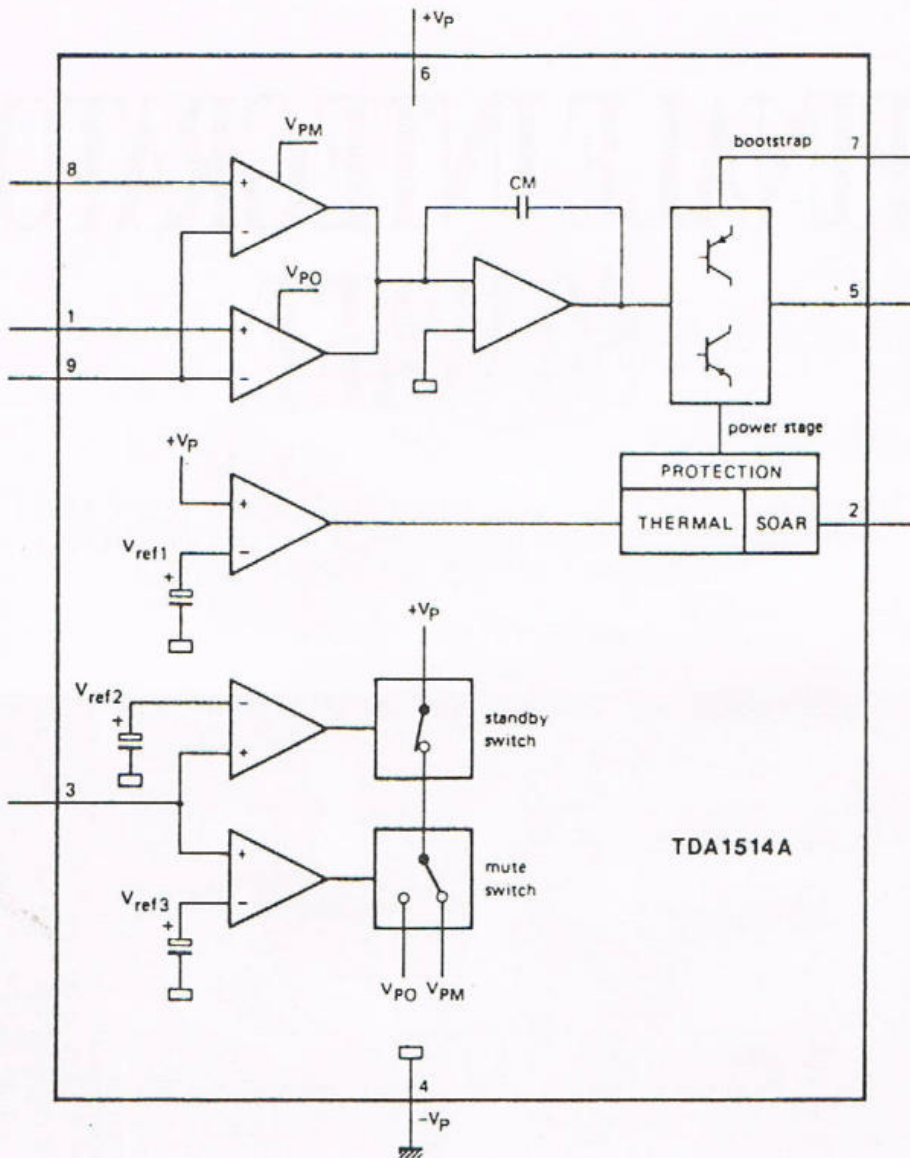 +VP
6
VPM
bootstrap
7
8
+
CM
−
VPO
5
1
+
9
−
power stage
+VP
PROTECTION
+
THERMAL
SOAR
2
Vref1
−
+
+VP
Vref2
−
standby
switch
+
+
3
TDA1514A
+
mute
switch
Vref3
−
+
VPO
VPM
4
−VP